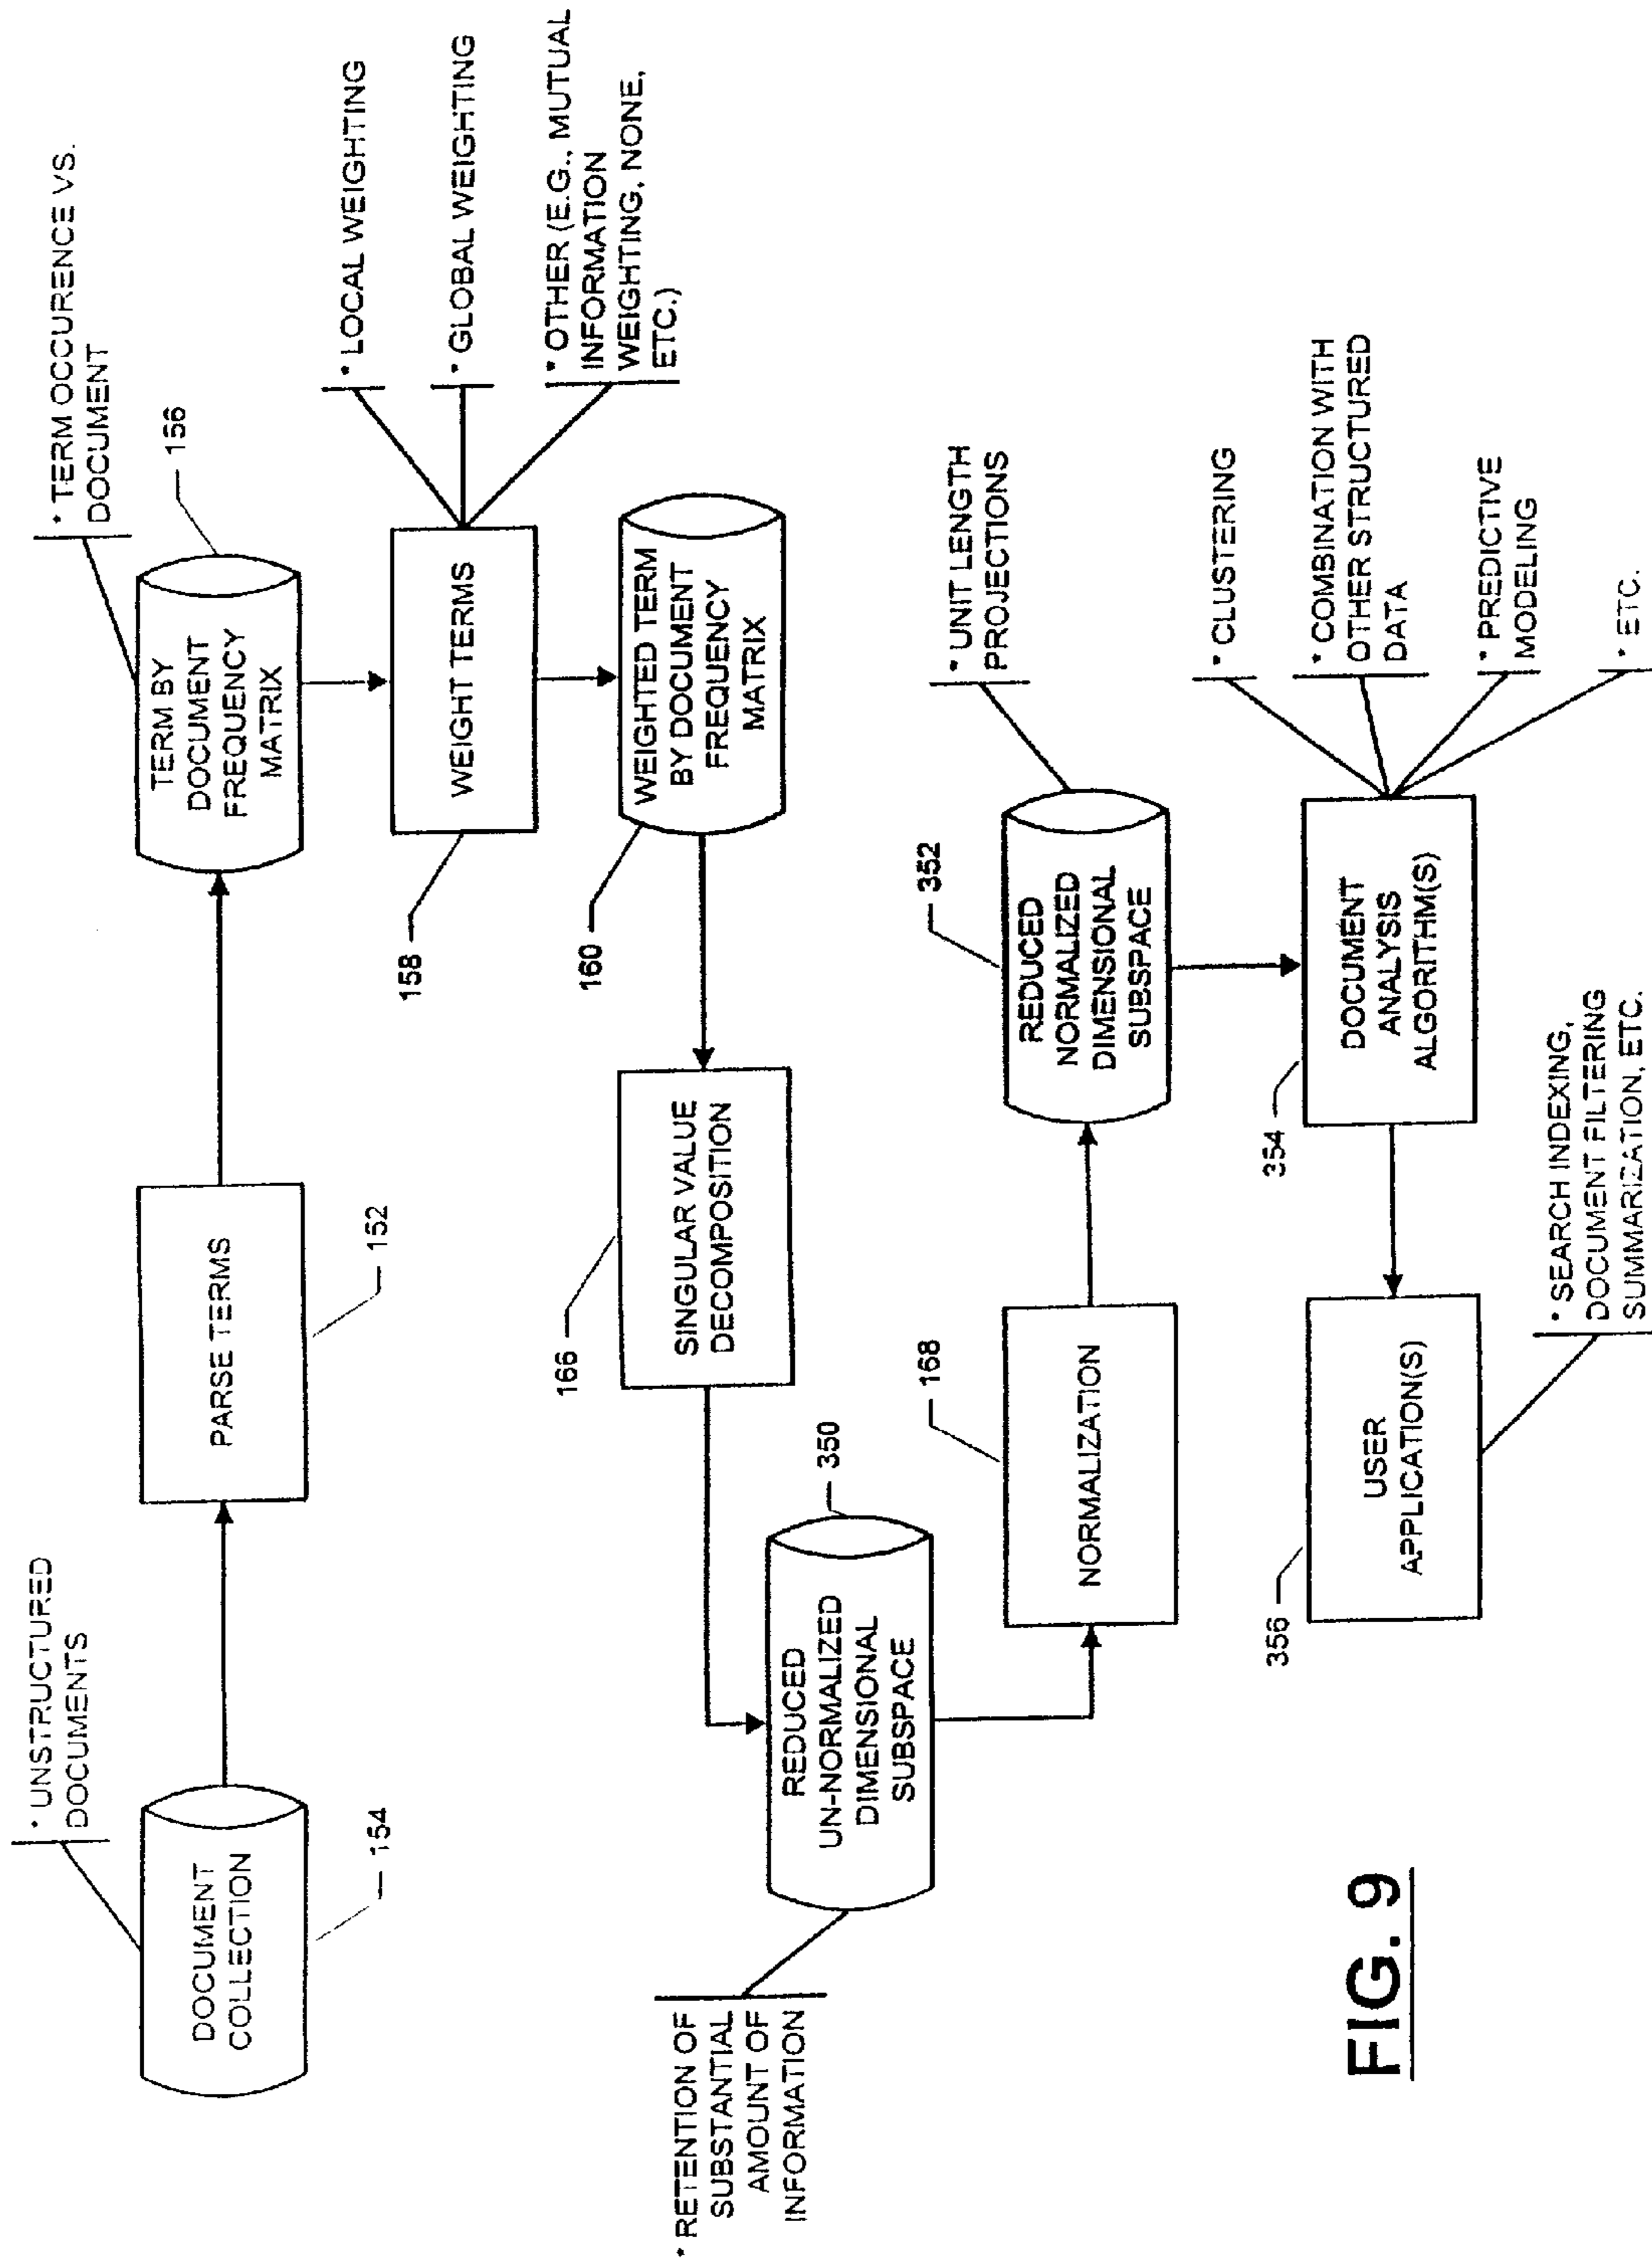 * UNSTRUCTURED
DOCUMENTS
DOCUMENT
COLLECTION
154
PARSE TERMS
152
* TERM OCCURENCE VS.
DOCUMENT
TERM BY
DOCUMENT
FREQUENCY
MATRIX
156
WEIGHT TERMS
158
* LOCAL WEIGHTING
* GLOBAL WEIGHTING
* OTHER (E.G., MUTUAL
INFORMATION
WEIGHTING, NONE,
ETC.)
WEIGHTED TERM
BY DOCUMENT
FREQUENCY
MATRIX
160
SINGULAR VALUE
DECOMPOSITION
166
* RETENTION OF
SUBSTANTIAL
AMOUNT OF
INFORMATION
REDUCED
UN-NORMALIZED
DIMENSIONAL
SUBSPACE
350
NORMALIZATION
168
REDUCED
NORMALIZED
DIMENSIONAL
SUBSPACE
352
* UNIT LENGTH
PROJECTIONS
DOCUMENT
ANALYSIS
ALGORITHM(S)
354
* CLUSTERING
* COMBINATION WITH
OTHER STRUCTURED
DATA
* PREDICTIVE
MODELING
* ETC.
USER
APPLICATION(S)
356
* SEARCH INDEXING,
DOCUMENT FILTERING
SUMMARIZATION, ETC.
FIG. 9